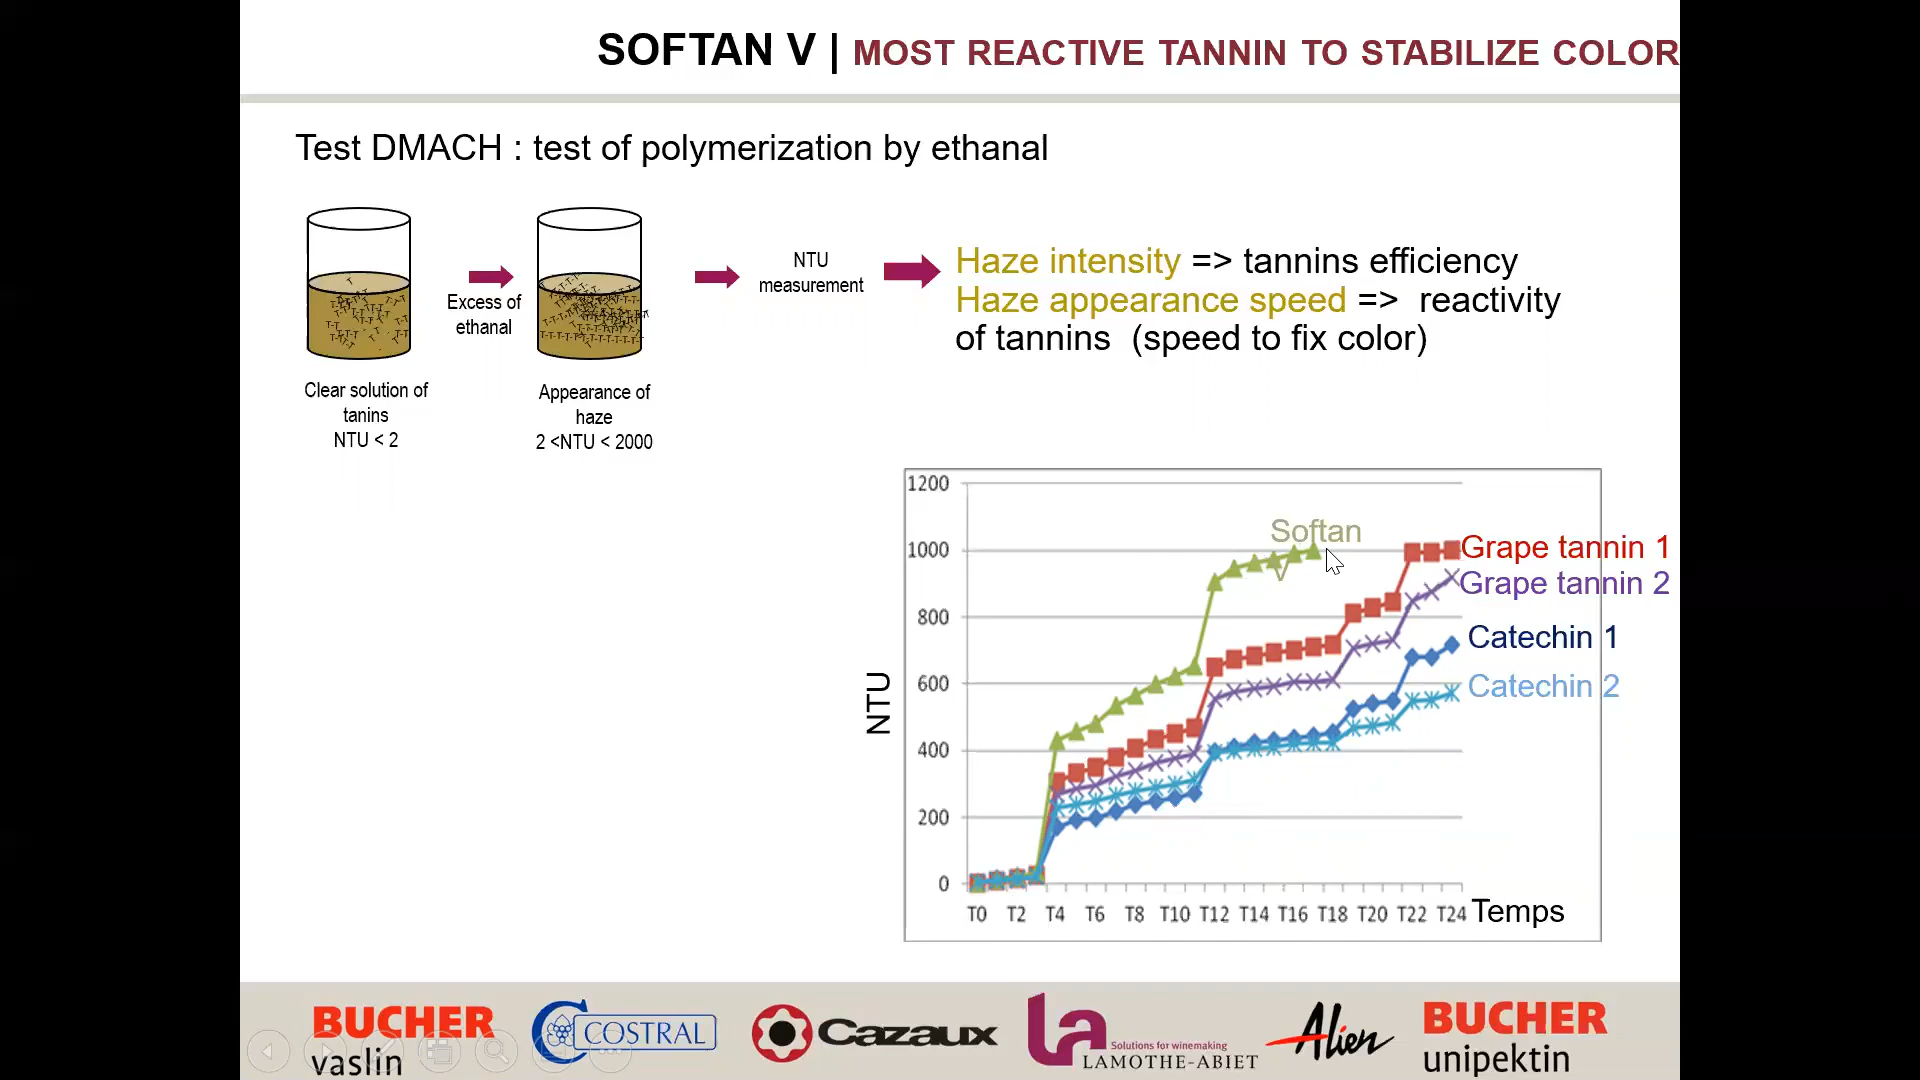 SOFTAN V | MOST REACTIVE TANNIN TO STABILIZE COLOR
Test DMACH : test of polymerization by ethanal
Excess of
ethanal
NTU
measurement
Haze intensity => tannins efficiency
Haze appearance speed => reactivity
of tannins (speed to fix color)
Clear solution of
tanins
NTU < 2
Appearance of
haze
2 <NTU < 2000
1200
1000
800
600
400
200
0
NTU
Softan
V
Grape tannin 1
Grape tannin 2
Catechin 1
Catechin 2
T0 T2 T4 T6 T8 T10 T12 T14 T16 T18 T20 T22 T24
Temps
BUCHER
vaslin
COSTRAL
Cazaux
la
Solutions for winemaking
LAMOTHE-ABIET
Alien
BUCHER
unipektin